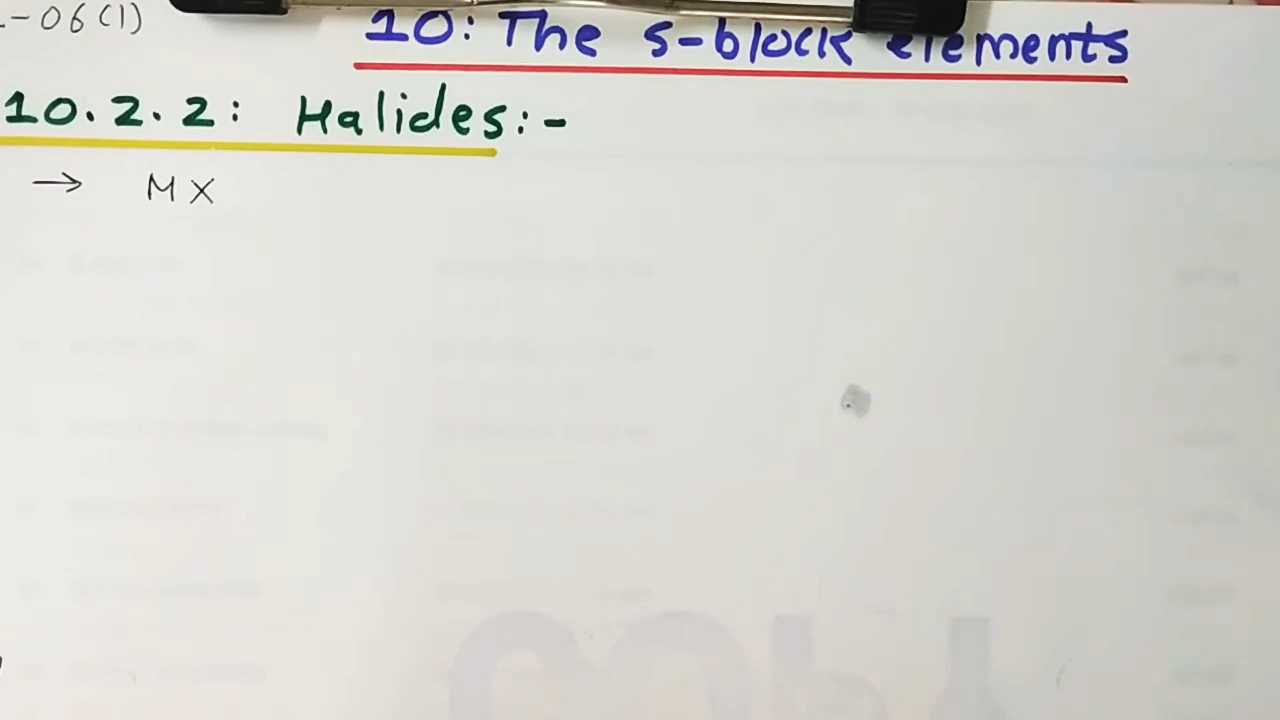 -06(1)
10: The s-block elements
10.2.2: Halides:-
→ MX